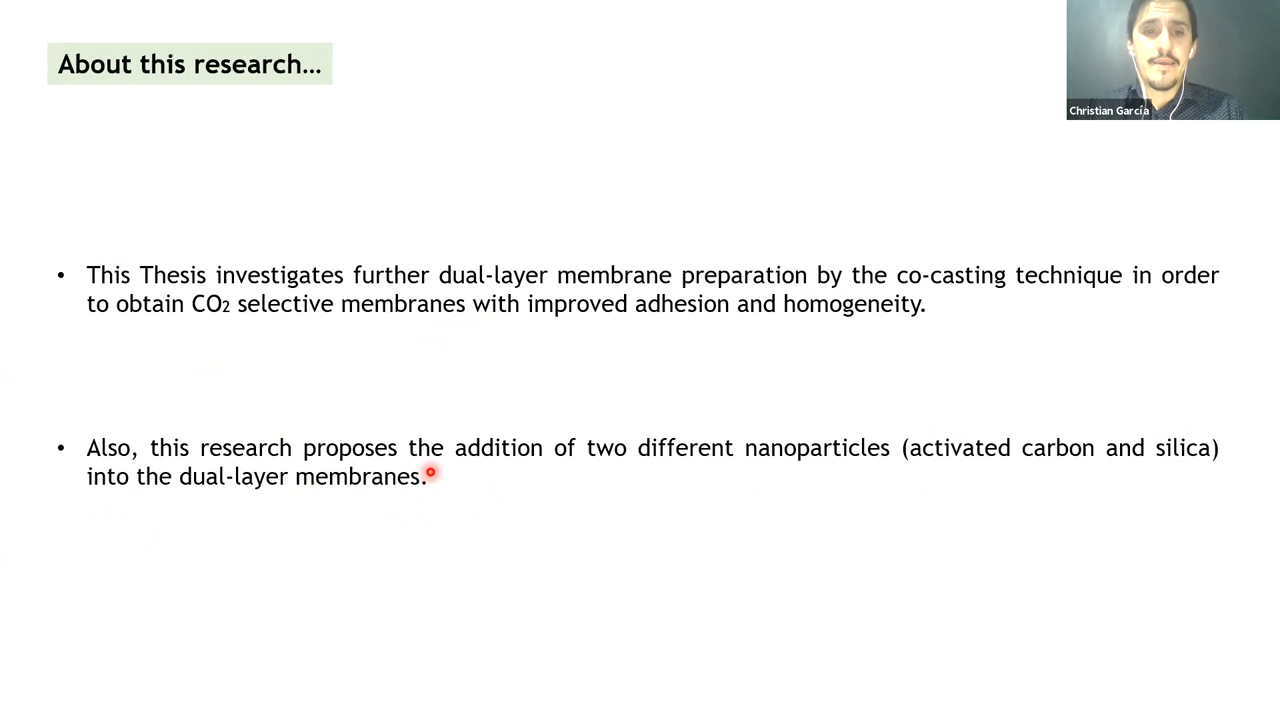 About this research…
Christian García
• This Thesis investigates further dual-layer membrane preparation by the co-casting technique in order
to obtain CO₂ selective membranes with improved adhesion and homogeneity.
• Also, this research proposes the addition of two different nanoparticles (activated carbon and silica)
into the dual-layer membranes.